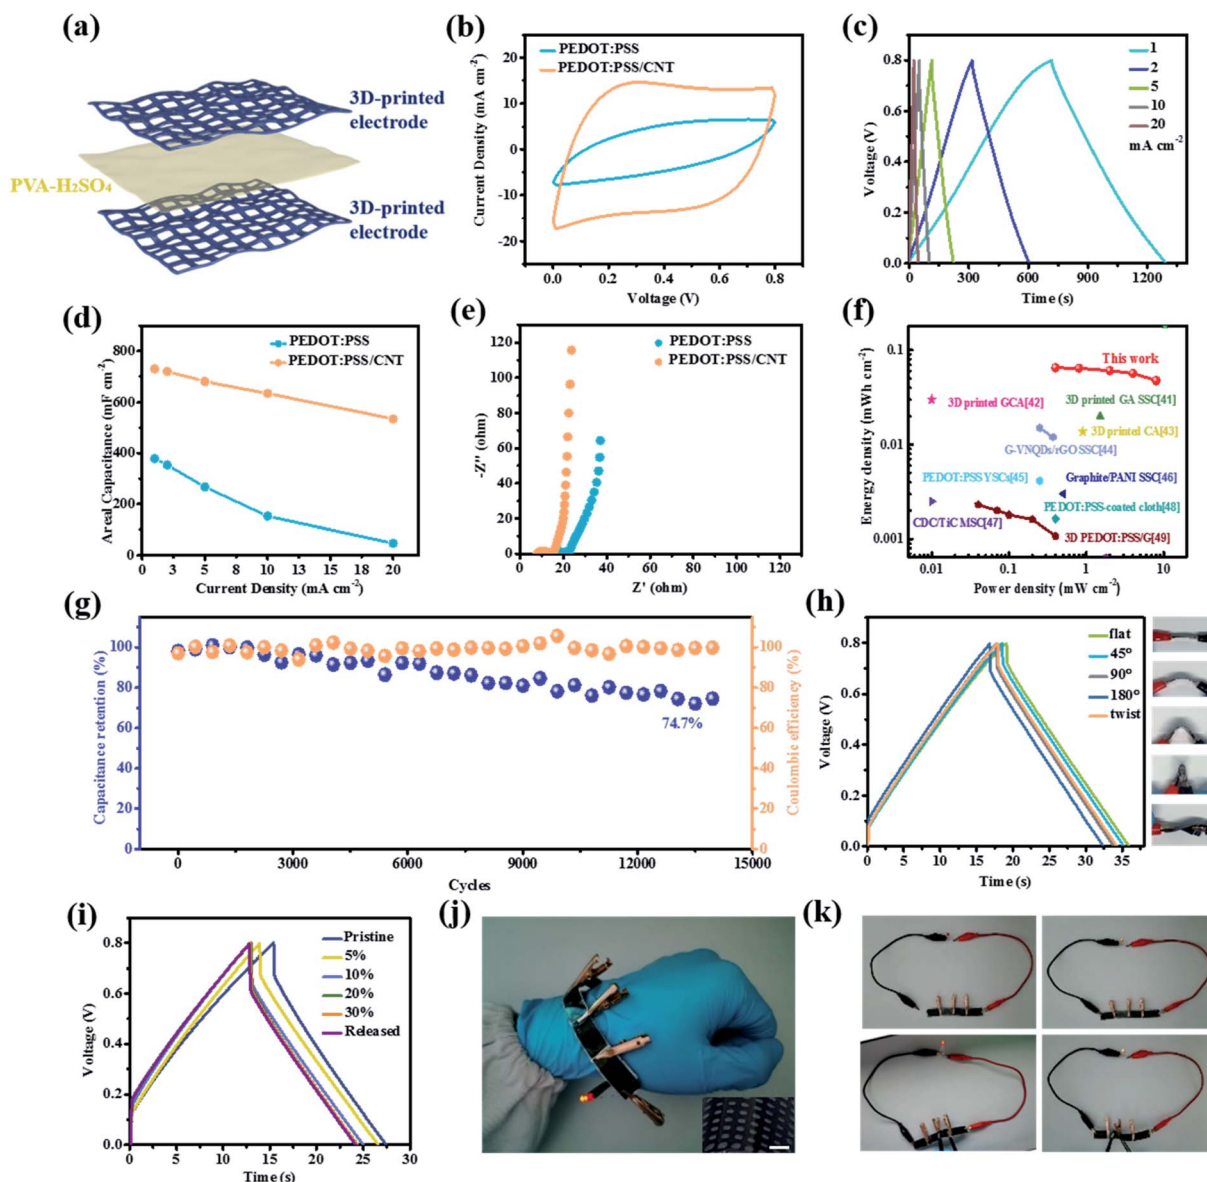 (a)
3D-printed
electrode
PVA-H₂SO₄
3D-printed
electrode
(b)
PEDOT:PSS
PEDOT:PSS/CNT
Current Density (mA cm⁻²)
20
10
0
-10
-20
0.0 0.2 0.4 0.6 0.8
Voltage (V)
(c)
1
2
5
10
20
mA cm⁻²
Voltage (V)
0.8
0.6
0.4
0.2
0.0
0 300 600 900 1200
Time (s)
(d)
PEDOT:PSS
PEDOT:PSS/CNT
Areal Capacitance (mF cm⁻²)
800
600
400
200
0
0 3 5 8 10 13 15 18 20
Current Density (mA cm⁻²)
(e)
PEDOT:PSS
PEDOT:PSS/CNT
-Z'' (ohm)
120
100
80
60
40
20
0
0 20 40 60 80 100 120
Z' (ohm)
(f)
This work
3D printed GA SSC[41]
3D printed GCA[42]
3D printed CA[43]
G-VNQDs/rGO SSC[44]
PEDOT:PSS YSCs[45]
Graphite/PANI SSC[46]
PEDOT:PSS-coated cloth[48]
CDC/TiC MSC[47]
3D PEDOT:PSS/G[49]
Energy density (mWh cm⁻²)
0.1
0.01
0.001
0.01 0.1 1 10
Power density (mW cm⁻²)
(g)
Capacitance retention (%)
100
80
60
40
20
0
74.7%
Coulombic efficiency (%)
100
80
60
40
20
0
0 3000 6000 9000 12000 15000
Cycles
(h)
flat
45°
90°
180°
twist
Voltage (V)
0.8
0.6
0.4
0.2
0.0
0 5 10 15 20 25 30 35
Time (s)
(i)
Pristine
5%
10%
20%
30%
Released
Voltage (V)
0.8
0.6
0.4
0.2
0.0
0 5 10 15 20 25 30
Time (s)
(j)
(k)